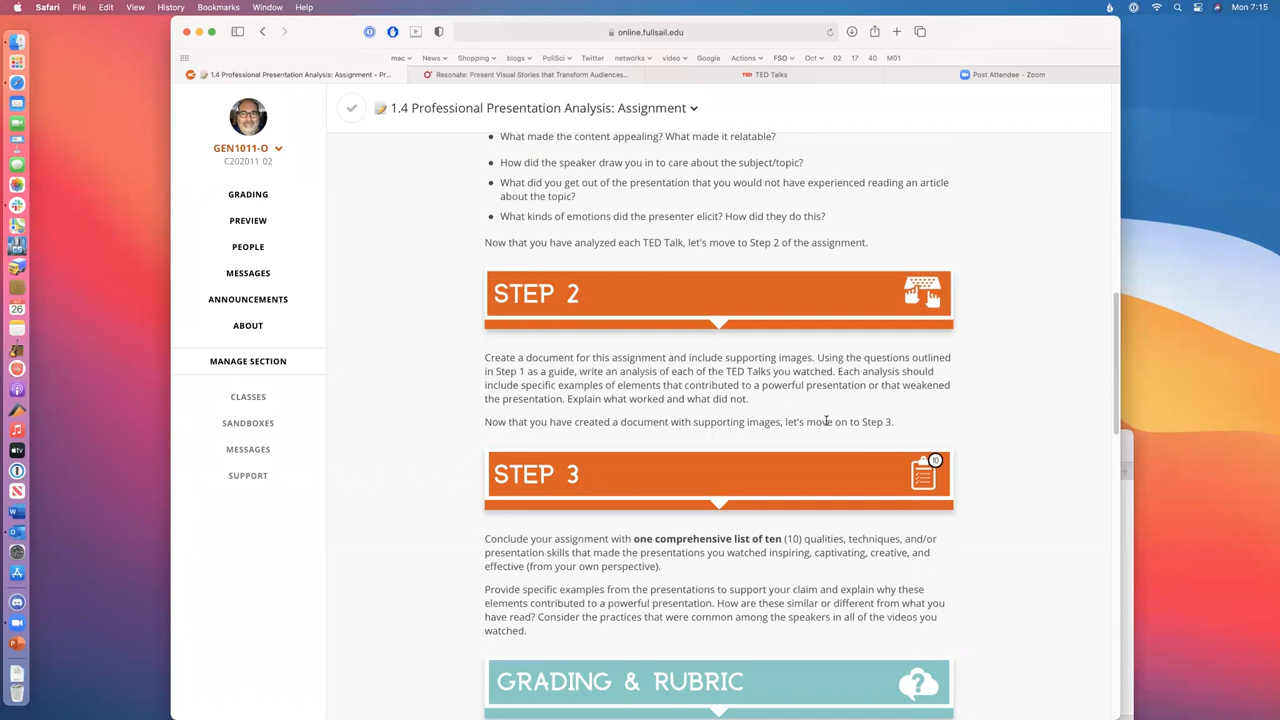 Safari File Edit View History Bookmarks Window Help Mon 7:15
online.fullsail.edu
mac News Shopping blogs PoliSci Twitter networks video Google Actions FSO Oct 02 17 40 M01
1.4 Professional Presentation Analysis: Assignment – Pr... Resonate: Present Visual Stories that Transform Audiences... TED TED Talks Post Attendee - Zoom
1.4 Professional Presentation Analysis: Assignment
GEN1011-O
C202011 02
GRADING
PREVIEW
PEOPLE
MESSAGES
ANNOUNCEMENTS
ABOUT
MANAGE SECTION
CLASSES
SANDBOXES
MESSAGES
SUPPORT
• What made the content appealing? What made it relatable?
• How did the speaker draw you in to care about the subject/topic?
• What did you get out of the presentation that you would not have experienced reading an article
about the topic?
• What kinds of emotions did the presenter elicit? How did they do this?
Now that you have analyzed each TED Talk, let's move to Step 2 of the assignment.
STEP 2
Create a document for this assignment and include supporting images. Using the questions outlined
in Step 1 as a guide, write an analysis of each of the TED Talks you watched. Each analysis should
include specific examples of elements that contributed to a powerful presentation or that weakened
the presentation. Explain what worked and what did not.
Now that you have created a document with supporting images, let's move on to Step 3.
STEP 3
10
Conclude your assignment with one comprehensive list of ten (10) qualities, techniques, and/or
presentation skills that made the presentations you watched inspiring, captivating, creative, and
effective (from your own perspective).
Provide specific examples from the presentations to support your claim and explain why these
elements contributed to a powerful presentation. How are these similar or different from what you
have read? Consider the practices that were common among the speakers in all of the videos you
watched.
GRADING & RUBRIC
?
26
tv